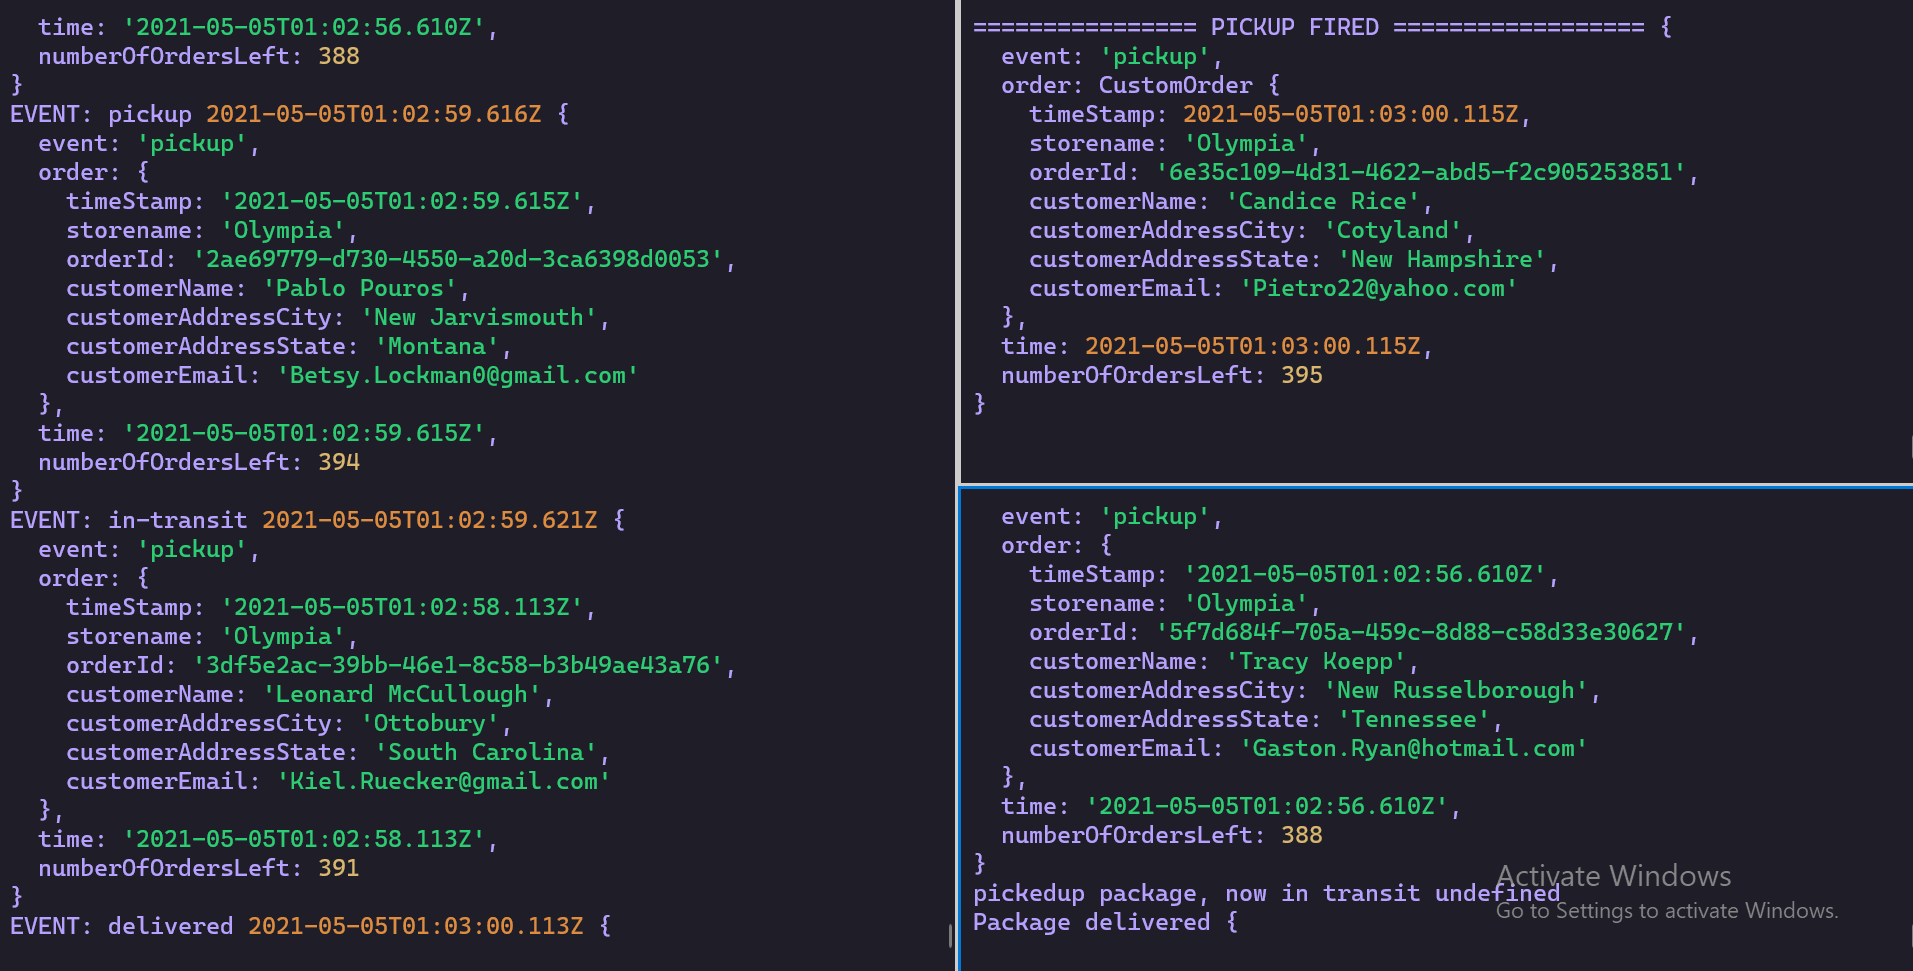 time: '2021-05-05T01:02:56.610Z',
  numberOfOrdersLeft: 388
}
EVENT: pickup 2021-05-05T01:02:59.616Z {
  event: 'pickup',
  order: {
    timeStamp: '2021-05-05T01:02:59.615Z',
    storename: 'Olympia',
    orderId: '2ae69779-d730-4550-a20d-3ca6398d0053',
    customerName: 'Pablo Pouros',
    customerAddressCity: 'New Jarvismouth',
    customerAddressState: 'Montana',
    customerEmail: 'Betsy.Lockman0@gmail.com'
  },
  time: '2021-05-05T01:02:59.615Z',
  numberOfOrdersLeft: 394
}
EVENT: in-transit 2021-05-05T01:02:59.621Z {
  event: 'pickup',
  order: {
    timeStamp: '2021-05-05T01:02:58.113Z',
    storename: 'Olympia',
    orderId: '3df5e2ac-39bb-46e1-8c58-b3b49ae43a76',
    customerName: 'Leonard McCullough',
    customerAddressCity: 'Ottobury',
    customerAddressState: 'South Carolina',
    customerEmail: 'Kiel.Ruecker@gmail.com'
  },
  time: '2021-05-05T01:02:58.113Z',
  numberOfOrdersLeft: 391
}
EVENT: delivered 2021-05-05T01:03:00.113Z {
================ PICKUP FIRED ================== {
  event: 'pickup',
  order: CustomOrder {
    timeStamp: 2021-05-05T01:03:00.115Z,
    storename: 'Olympia',
    orderId: '6e35c109-4d31-4622-abd5-f2c905253851',
    customerName: 'Candice Rice',
    customerAddressCity: 'Cotyland',
    customerAddressState: 'New Hampshire',
    customerEmail: 'Pietro22@yahoo.com'
  },
  time: 2021-05-05T01:03:00.115Z,
  numberOfOrdersLeft: 395
}
  event: 'pickup',
  order: {
    timeStamp: '2021-05-05T01:02:56.610Z',
    storename: 'Olympia',
    orderId: '5f7d684f-705a-459c-8d88-c58d33e30627',
    customerName: 'Tracy Koepp',
    customerAddressCity: 'New Russelborough',
    customerAddressState: 'Tennessee',
    customerEmail: 'Gaston.Ryan@hotmail.com'
  },
  time: '2021-05-05T01:02:56.610Z',
  numberOfOrdersLeft: 388
}
pickedup package, now in transit undefined
Package delivered {
Activate Windows
Go to Settings to activate Windows.